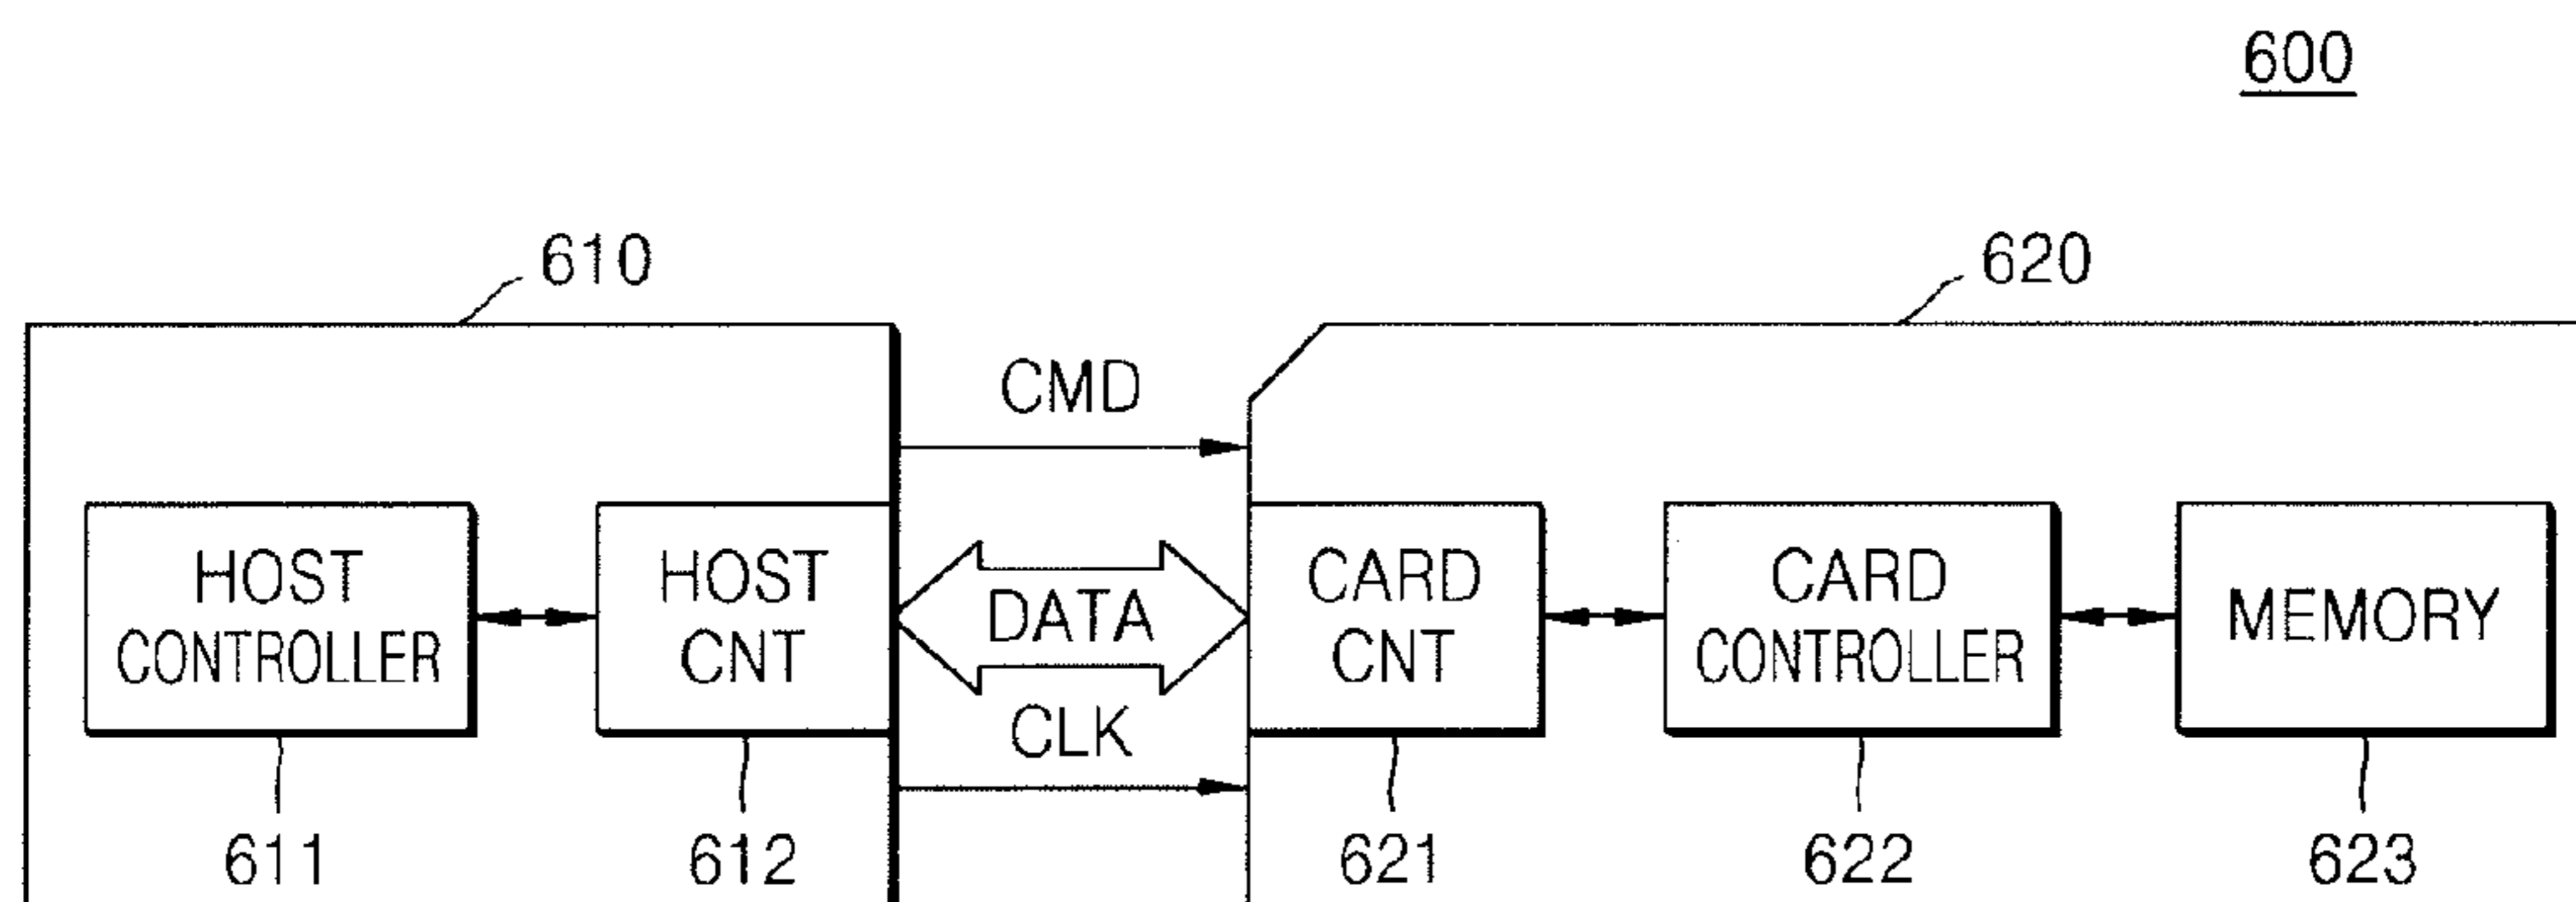 600
610
620
CMD
HOST
CONTROLLER
HOST
CNT
DATA
CARD
CNT
CARD
CONTROLLER
MEMORY
CLK
611
612
621
622
623